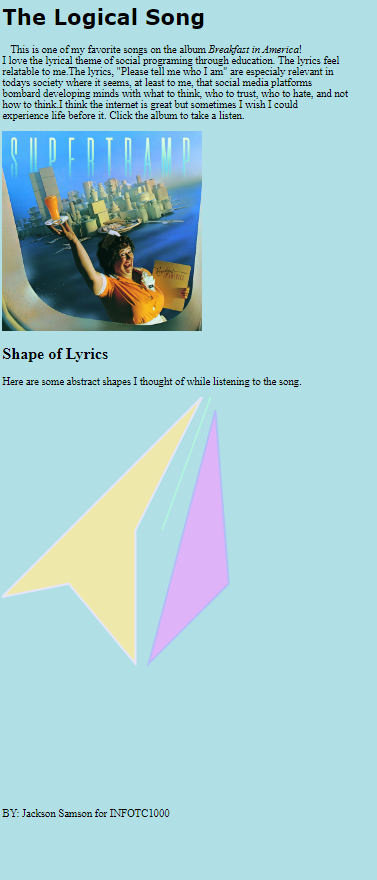 The Logical Song
This is one of my favorite songs on the album Breakfast in America!
I love the lyrical theme of social programing through education. The lyrics feel
relatable to me.The lyrics, "Please tell me who I am" are especialy relevant in
todays society where it seems, at least to me, that social media platforms
bombard developing minds with what to think, who to trust, who to hate, and not
how to think.I think the internet is great but sometimes I wish I could
experience life before it. Click the album to take a listen.
SUPERTRAMP
Shape of Lyrics
Here are some abstract shapes I thought of while listening to the song.
BY: Jackson Samson for INFOTC1000